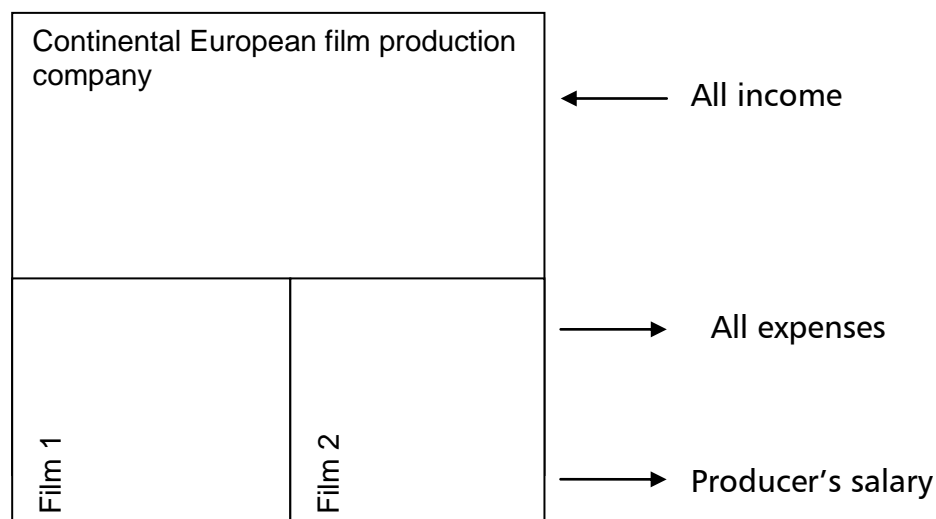 Continental European film production
company
All income
All expenses
Film 1
Film 2
Producer’s salary